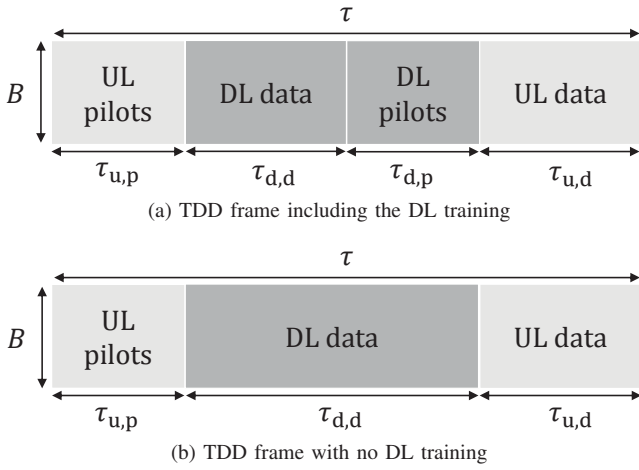 τ
B
UL pilots
DL data
DL pilots
UL data
τu,p
τd,d
τd,p
τu,d
(a) TDD frame including the DL training
τ
B
UL pilots
DL data
UL data
τu,p
τd,d
τu,d
(b) TDD frame with no DL training